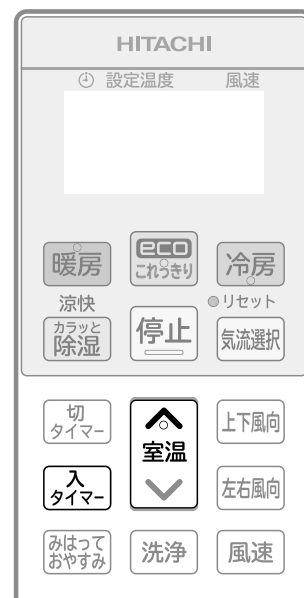 HITACHI
設定温度 風速
暖房 eco これっきり 冷房
涼快 リセット
カラッと 除湿 停止 気流選択
切 タイマー 室温 上下風向
入 タイマー 左右風向
みはって おやすみ 洗浄 風速